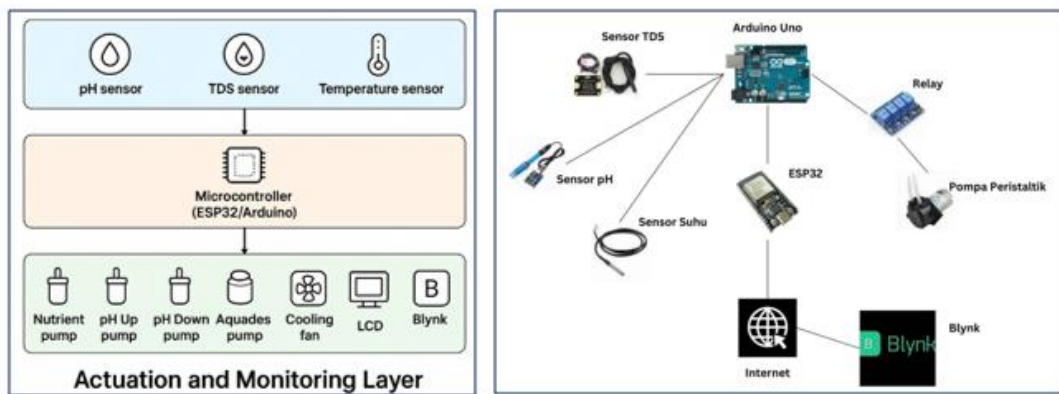 pH sensor
TDS sensor
Temperature sensor
Microcontroller
(ESP32/Arduino)
Nutrient
pump
pH Up
pump
pH Down
pump
Aquades
pump
Cooling
fan
LCD
B
Blynk
Actuation and Monitoring Layer
Arduino Uno
Sensor TDS
Relay
Sensor pH
ESP32
Pompa Peristaltik
Sensor Suhu
Internet
B Blynk
Blynk